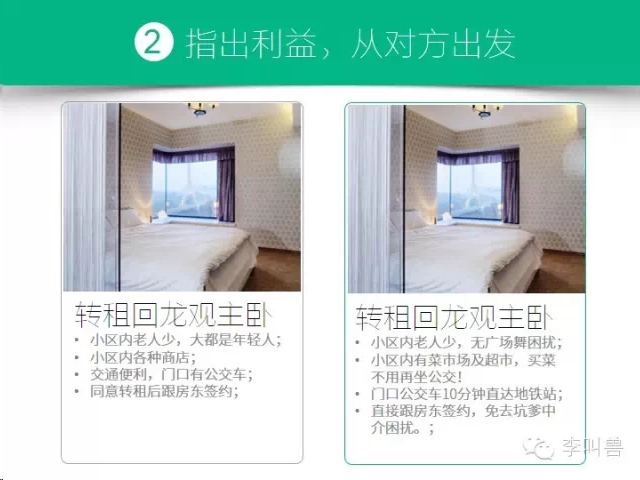 2 指出利益，从对方出发
转租回龙观主卧
• 小区内老人少，大都是年轻人；
• 小区内各种商店；
• 交通便利，门口有公交车；
• 同意转租后跟房东签约；
转租回龙观主卧
• 小区内老人少，无广场舞困扰；
• 小区内有菜市场及超市，买菜
不用再坐公交！
• 门口公交车10分钟直达地铁站；
• 直接跟房东签约，免去坑爹中
介困扰。；
李叫兽